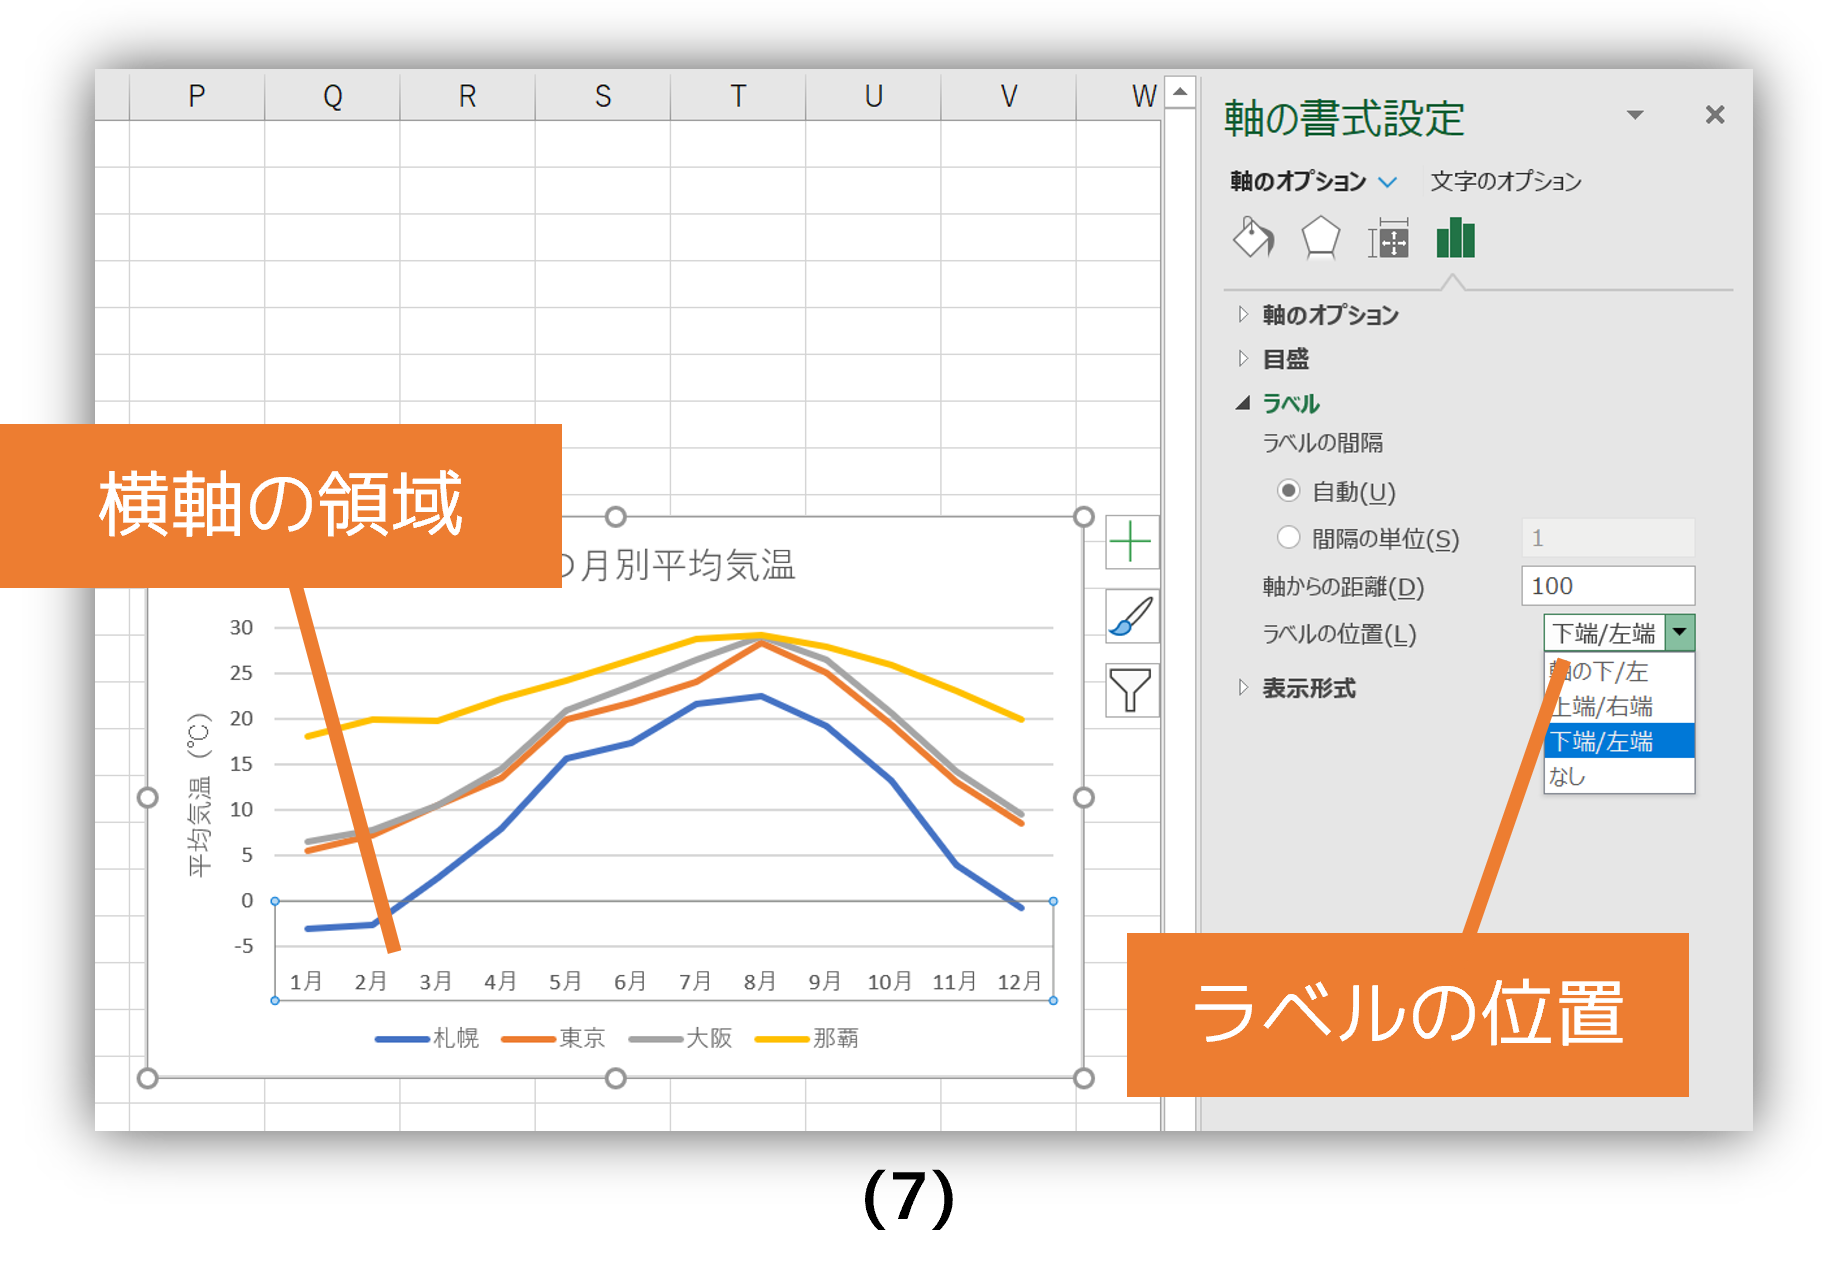 P Q R S T U V W
横軸の領域
の月別平均気温
30
25
20
15
10
5
0
-5
平均気温（℃）
1月 2月 3月 4月 5月 6月 7月 8月 9月 10月 11月 12月
札幌 東京 大阪 那覇
軸の書式設定
軸のオプション 文字のオプション
軸のオプション
目盛
ラベル
ラベルの間隔
自動(U)
間隔の単位(S) 1
軸からの距離(D) 100
ラベルの位置(L) 下端/左端
軸の下/左
上端/右端
下端/左端
なし
表示形式
ラベルの位置
(7)